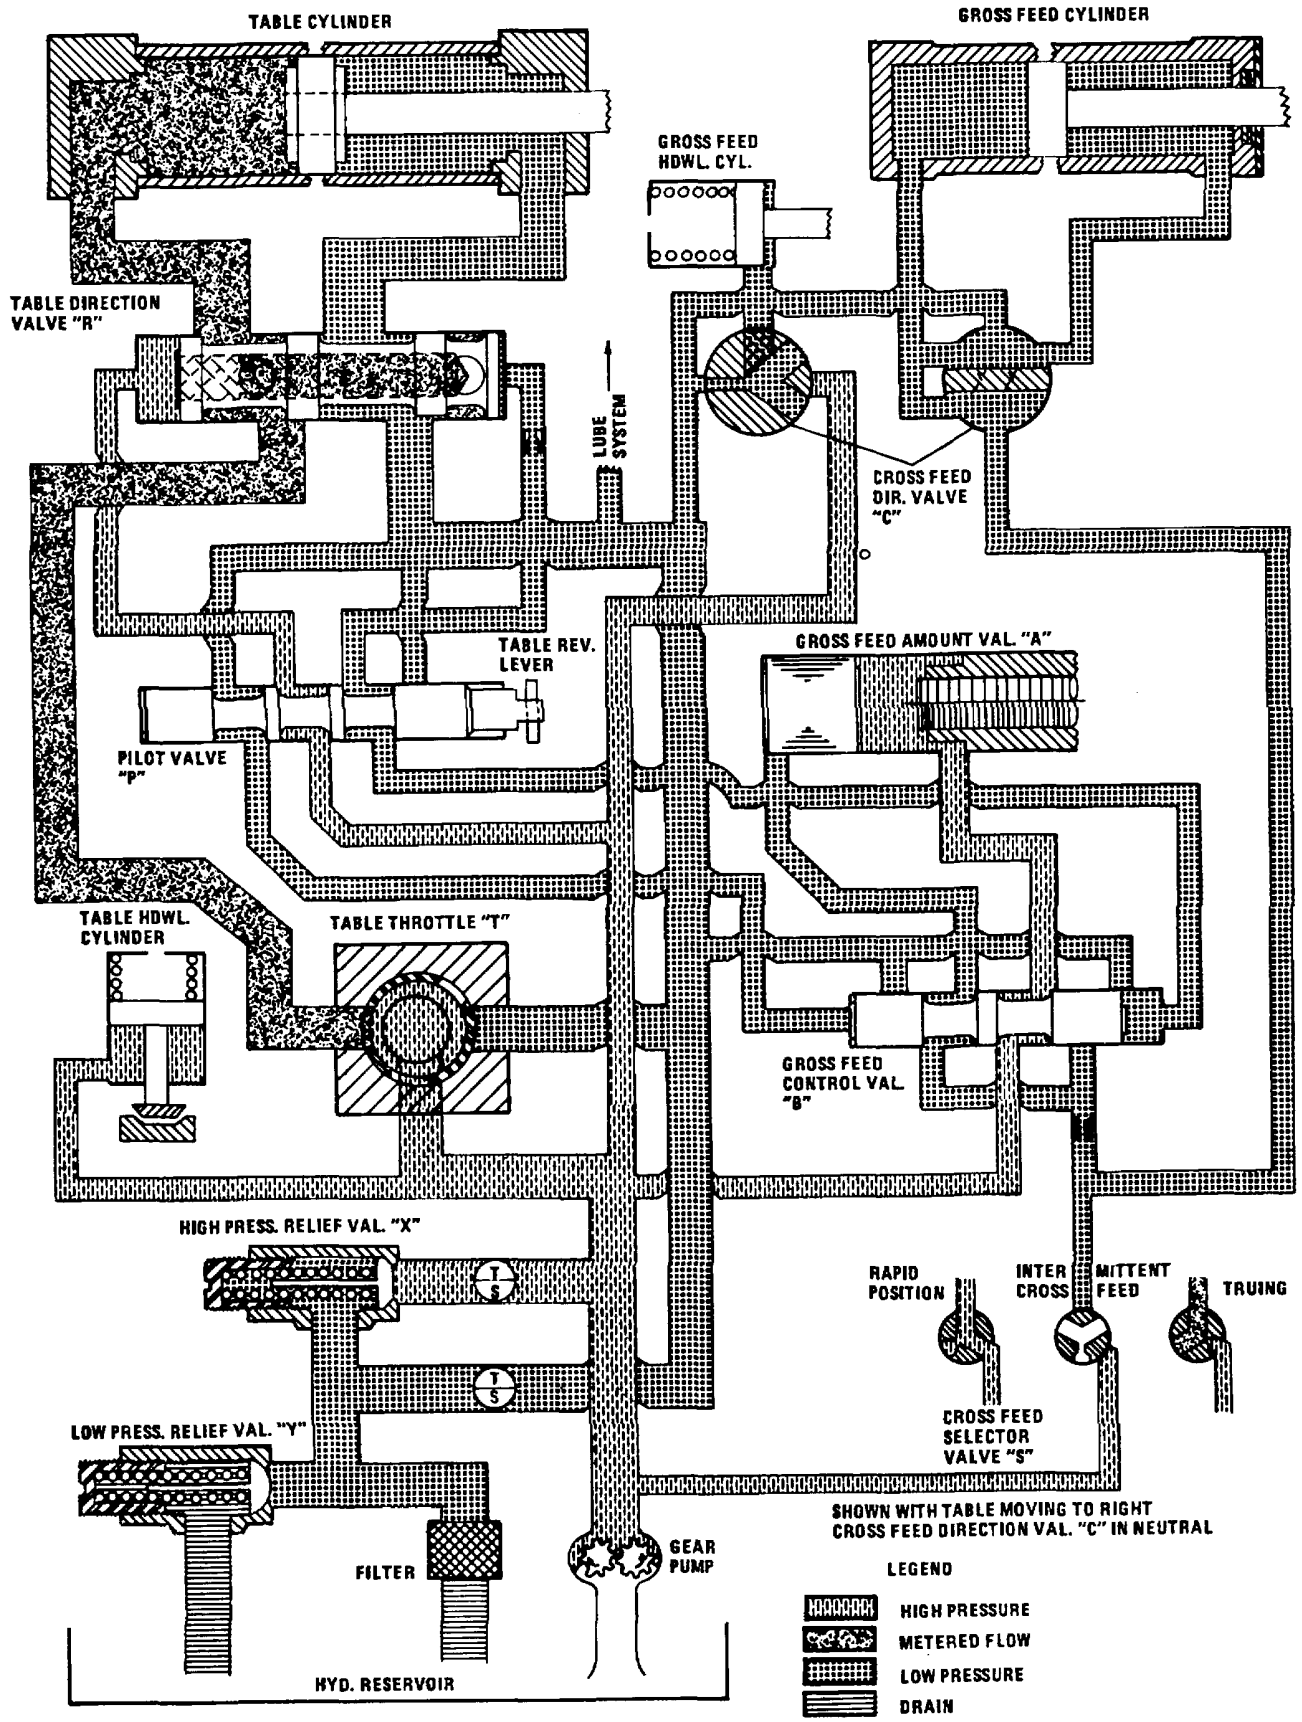 TABLE CYLINDER
GROSS FEED CYLINDER
GROSS FEED
HDWL. CYL.
TABLE DIRECTION
VALVE "R"
LUBE
SYSTEM
CROSS FEED
DIR. VALVE
"C"
TABLE REV.
LEVER
GROSS FEED AMOUNT VAL. "A"
PILOT VALVE
"P"
TABLE HDWL.
CYLINDER
TABLE THROTTLE "T"
GROSS FEED
CONTROL VAL.
"B"
HIGH PRESS. RELIEF VAL. "X"
T
S
RAPID
POSITION
INTER MITTENT
CROSS FEED
TRUING
T
S
CROSS FEED
SELECTOR
VALVE "S"
LOW PRESS. RELIEF VAL. "Y"
SHOWN WITH TABLE MOVING TO RIGHT
CROSS FEED DIRECTION VAL. "C" IN NEUTRAL
FILTER
GEAR
PUMP
LEGEND
HIGH PRESSURE
METERED FLOW
LOW PRESSURE
DRAIN
HYD. RESERVOIR